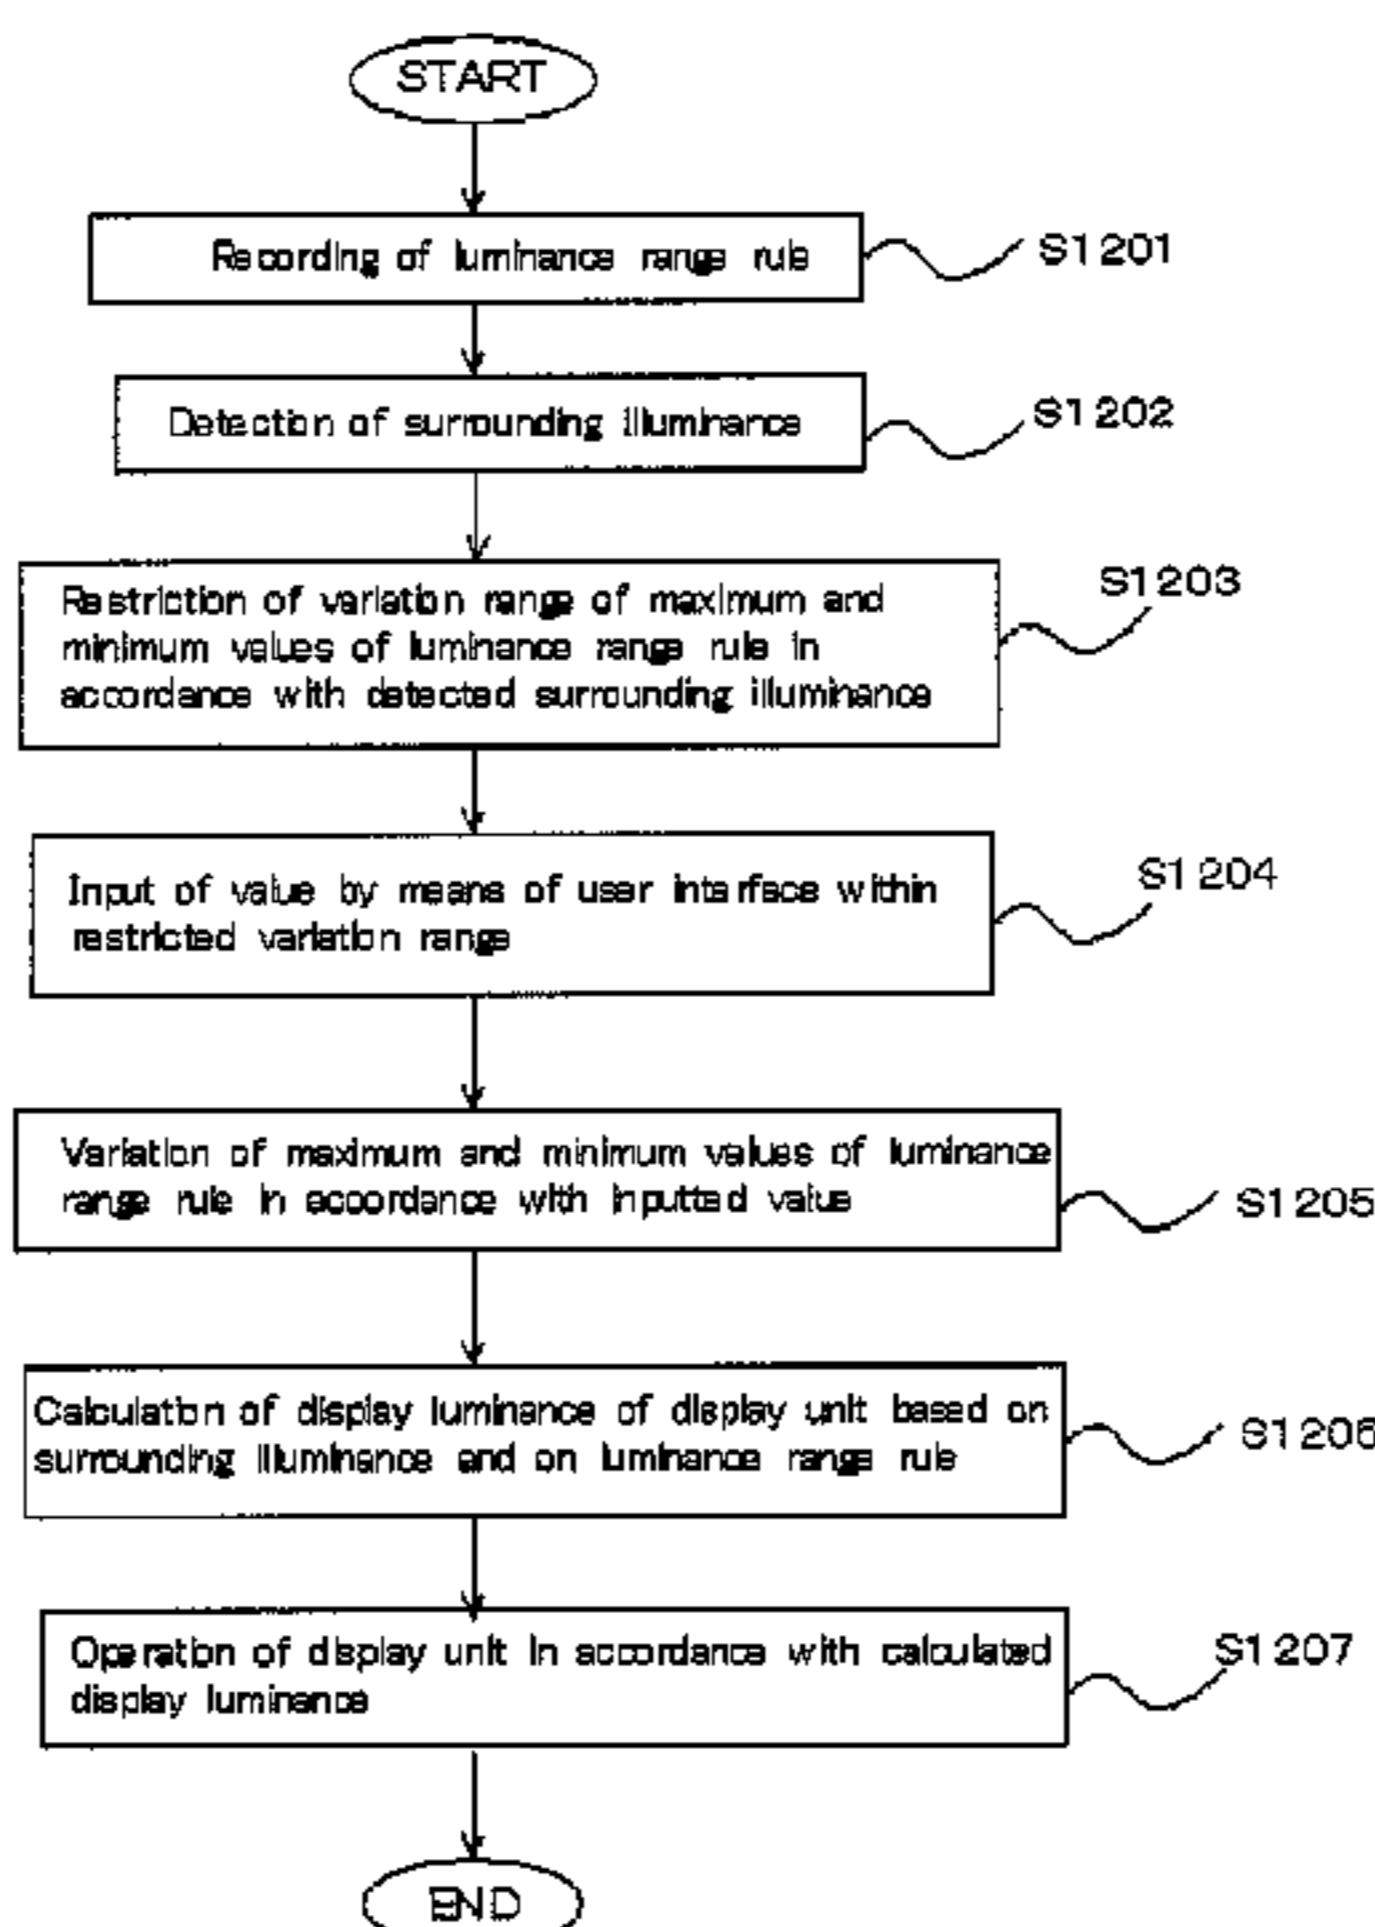 START
Recording of luminance range rule
S1201
Detection of surrounding illuminance
S1202
Restriction of variation range of maximum and
minimum values of luminance range rule in
accordance with detected surrounding illuminance
S1203
Input of value by means of user interface within
restricted variation range
S1204
Variation of maximum and minimum values of luminance
range rule in accordance with inputted value
S1205
Calculation of display luminance of display unit based on
surrounding illuminance and on luminance range rule
S1206
Operation of display unit in accordance with calculated
display luminance
S1207
END